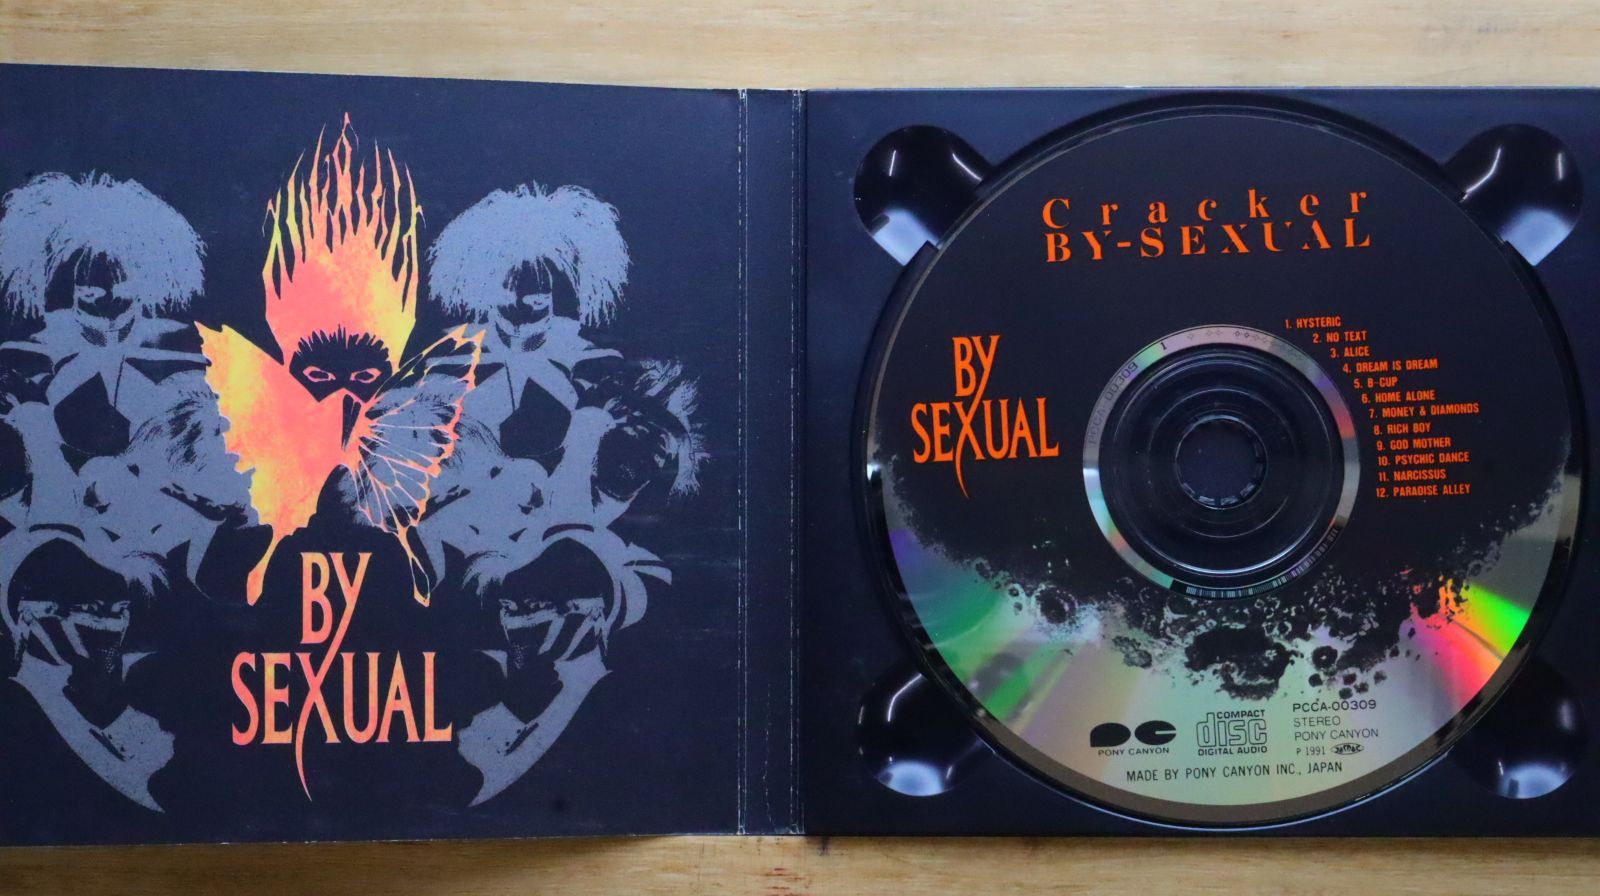 BY
SEXUAL
Cracker
BY-SEXUAL
BY
SEXUAL
1. HYSTERIC
2. NO TEXT
3. ALICE
4. DREAM IS DREAM
5. B-CUP
6. HOME ALONE
7. MONEY & DIAMONDS
8. RICH BOY
9. GOD MOTHER
10. PSYCHIC DANCE
11. NARCISSUS
12. PARADISE ALLEY
PCCA-00309 1
PONY CANYON
COMPACT
disc
DIGITAL AUDIO
PCCA-00309
STEREO
PONY CANYON
P 1991
MADE BY PONY CANYON INC., JAPAN